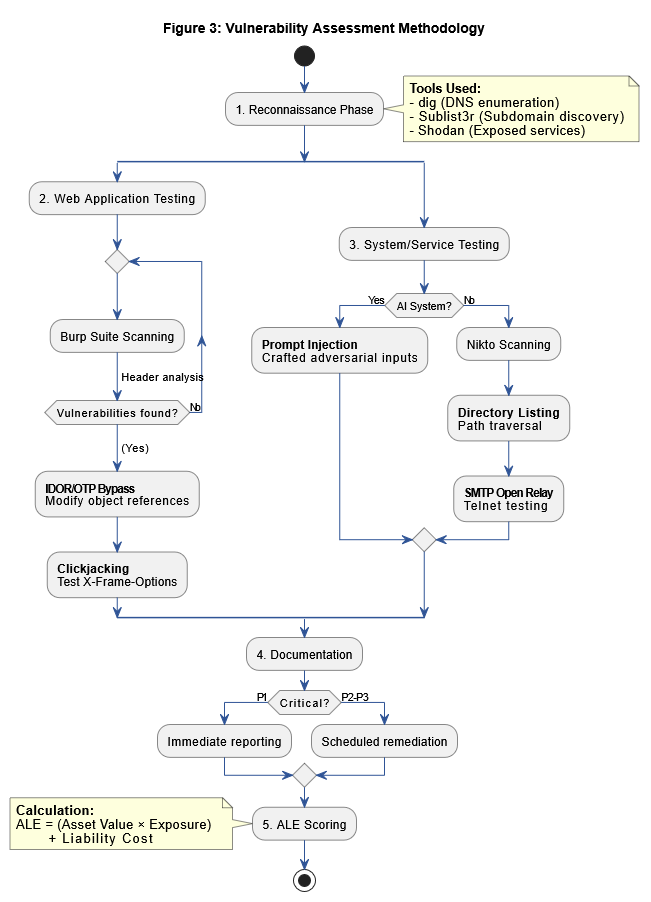 Figure 3: Vulnerability Assessment Methodology
1. Reconnaissance Phase
Tools Used:
- dig (DNS enumeration)
- Sublist3r (Subdomain discovery)
- Shodan (Exposed services)
2. Web Application Testing
Burp Suite Scanning
Header analysis
Vulnerabilities found?
No
(Yes)
IDOR/OTP Bypass
Modify object references
Clickjacking
Test X-Frame-Options
3. System/Service Testing
AI System?
Yes
No
Prompt Injection
Crafted adversarial inputs
Nikto Scanning
Directory Listing
Path traversal
SMTP Open Relay
Telnet testing
4. Documentation
Critical?
P1
P2-P3
Immediate reporting
Scheduled remediation
Calculation:
ALE = (Asset Value × Exposure)
+ Liability Cost
5. ALE Scoring